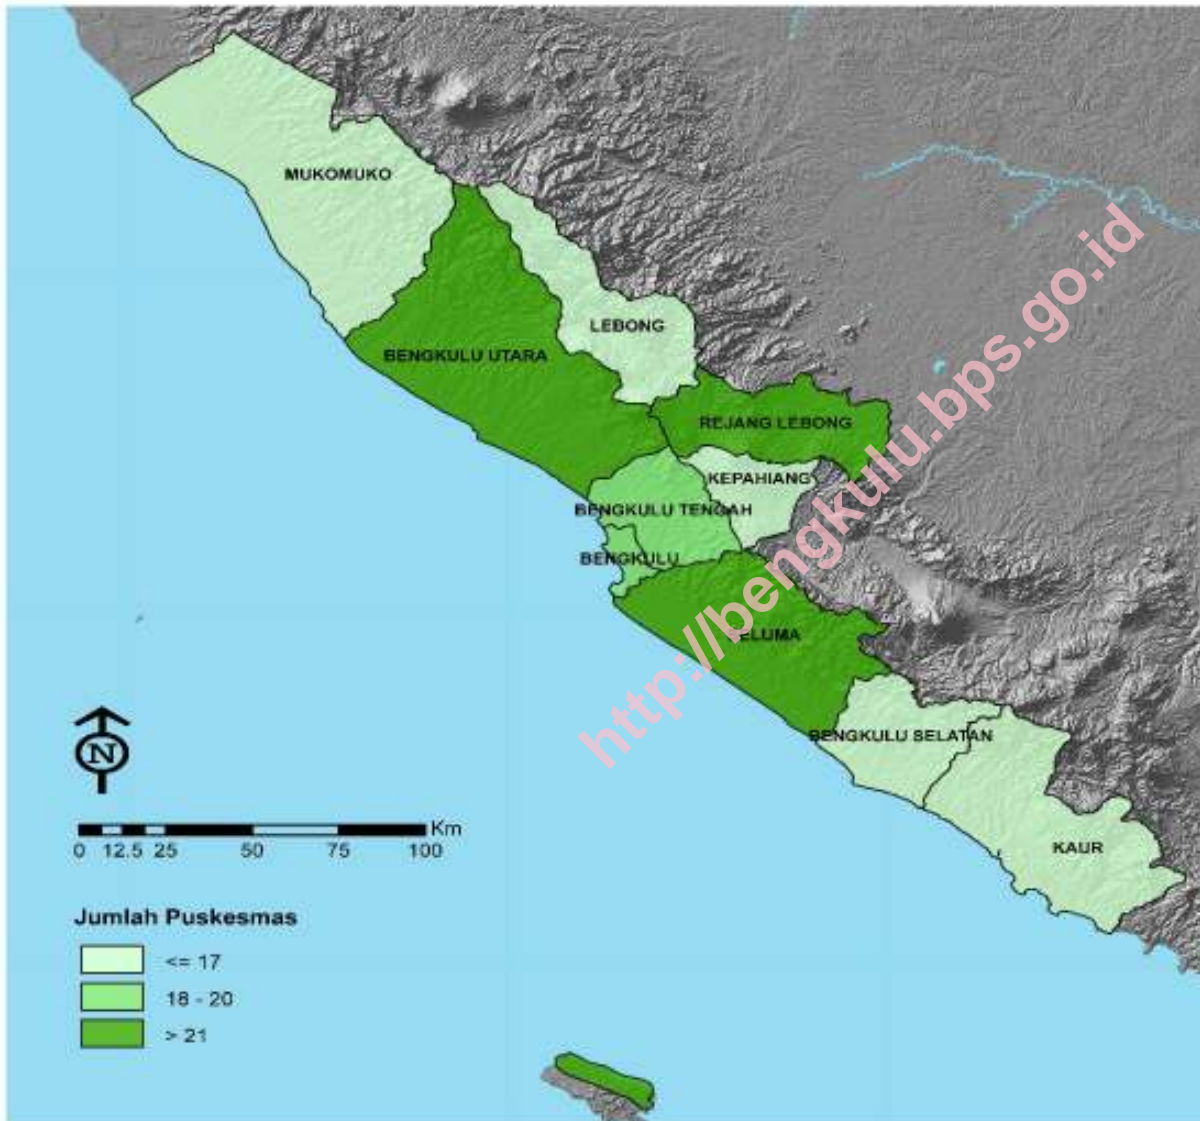 MUKOMUKO
LEBONG
BENGKULU UTARA
REJANG LEBONG
KEPAHIANG
BENGKULU TENGAH
BENGKULU
ELUMA
BENGKULU SELATAN
KAUR
http://bengkulu.bps.go.id
N
Km
0 12.5 25 50 75 100
Jumlah Puskesmas
<= 17
18 - 20
> 21